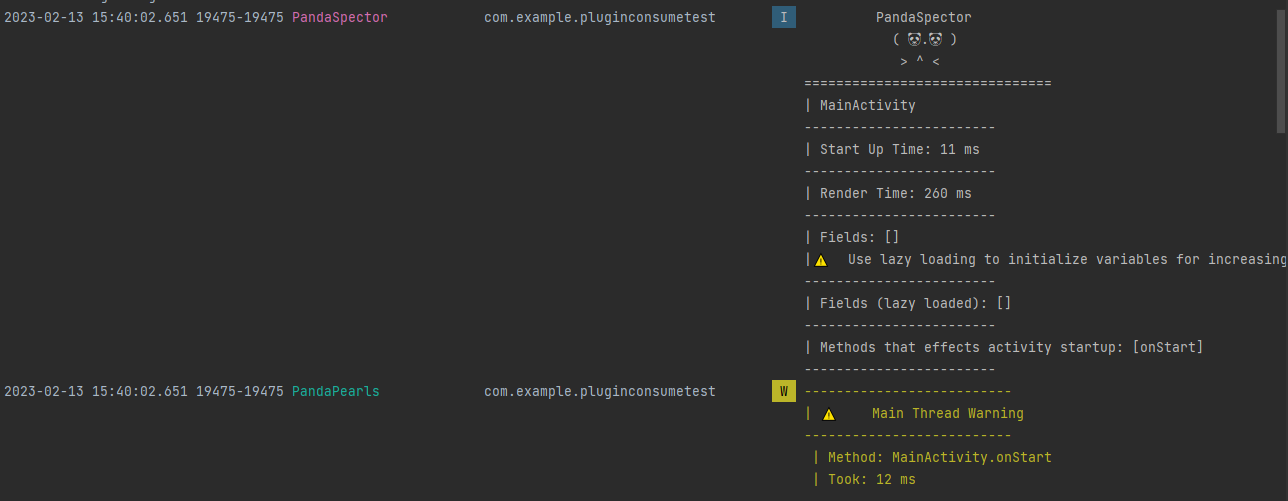 2023-02-13 15:40:02.651 19475-19475 PandaSpector com.example.pluginconsumetest I PandaSpector
( 🐼.🐼 )
> ^ <
===============================
| MainActivity
------------------------
| Start Up Time: 11 ms
------------------------
| Render Time: 260 ms
------------------------
| Fields: []
|⚠️ Use lazy loading to initialize variables for increasing
------------------------
| Fields (lazy loaded): []
------------------------
| Methods that effects activity startup: [onStart]
------------------------
2023-02-13 15:40:02.651 19475-19475 PandaPearls com.example.pluginconsumetest W --------------------------
| ⚠️ Main Thread Warning
--------------------------
| Method: MainActivity.onStart
| Took: 12 ms